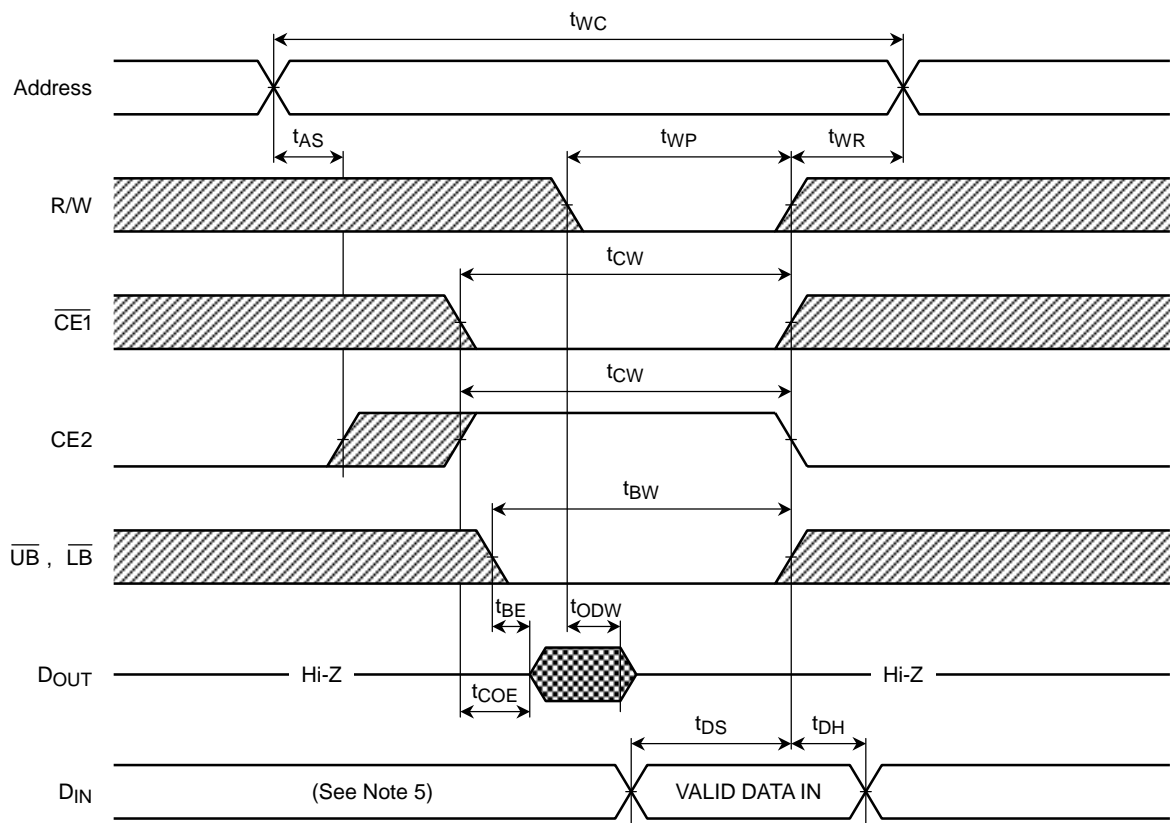 tWC
Address
tAS
tWP
tWR
R/W
tCW
CE1
tCW
CE2
tBW
UB , LB
tBE
tODW
DOUT
Hi-Z
Hi-Z
tCOE
tDS
tDH
DIN
(See Note 5)
VALID DATA IN